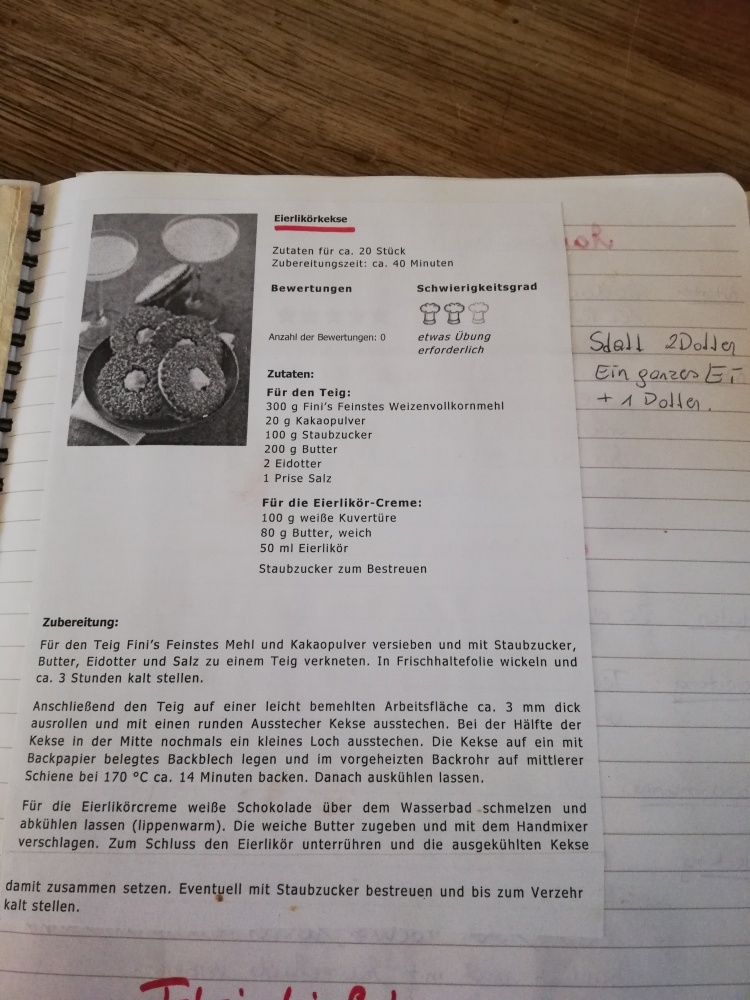 Eierlikörkekse
Zutaten für ca. 20 Stück
Zubereitungszeit: ca. 40 Minuten
Bewertungen
Schwierigkeitsgrad
Anzahl der Bewertungen: 0
etwas Übung
erforderlich
Statt 2 Dotter
Ein ganzes Ei
+ 1 Dotter.
Zutaten:
Für den Teig:
300 g Fini's Feinstes Weizenvollkornmehl
20 g Kakaopulver
100 g Staubzucker
200 g Butter
2 Eidotter
1 Prise Salz
Für die Eierlikör-Creme:
100 g weiße Kuvertüre
80 g Butter, weich
50 ml Eierlikör
Staubzucker zum Bestreuen
Zubereitung:
Für den Teig Fini's Feinstes Mehl und Kakaopulver versieben und mit Staubzucker,
Butter, Eidotter und Salz zu einem Teig verkneten. In Frischhaltefolie wickeln und
ca. 3 Stunden kalt stellen.
Anschließend den Teig auf einer leicht bemehlten Arbeitsfläche ca. 3 mm dick
ausrollen und mit einen runden Ausstecher Kekse ausstechen. Bei der Hälfte der
Kekse in der Mitte nochmals ein kleines Loch ausstechen. Die Kekse auf ein mit
Backpapier belegtes Backblech legen und im vorgeheizten Backrohr auf mittlerer
Schiene bei 170 °C ca. 14 Minuten backen. Danach auskühlen lassen.
Für die Eierlikörcreme weiße Schokolade über dem Wasserbad schmelzen und
abkühlen lassen (lippenwarm). Die weiche Butter zugeben und mit dem Handmixer
verschlagen. Zum Schluss den Eierlikör unterrühren und die ausgekühlten Kekse
damit zusammen setzen. Eventuell mit Staubzucker bestreuen und bis zum Verzehr
kalt stellen.